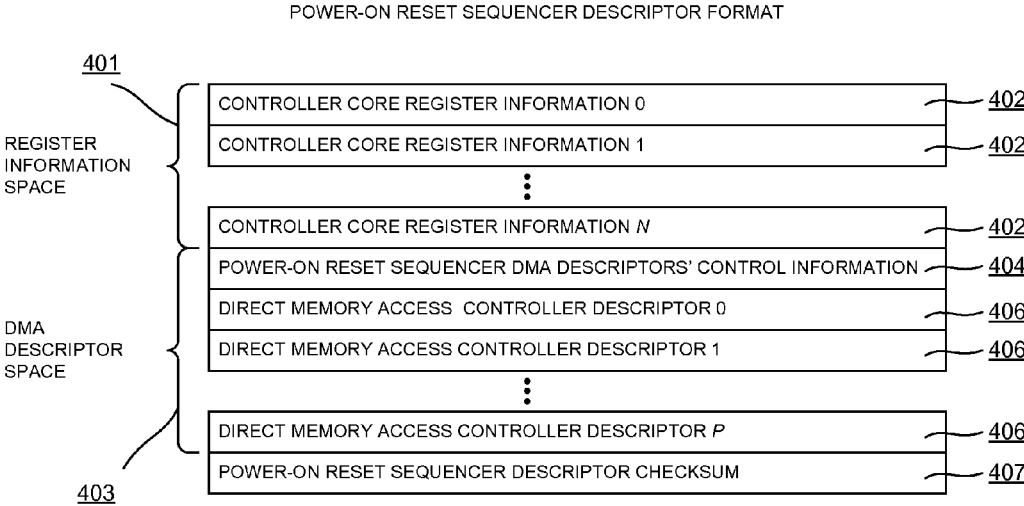 POWER-ON RESET SEQUENCER DESCRIPTOR FORMAT
401
CONTROLLER CORE REGISTER INFORMATION 0
402
CONTROLLER CORE REGISTER INFORMATION 1
402
REGISTER
INFORMATION
SPACE
CONTROLLER CORE REGISTER INFORMATION N
402
POWER-ON RESET SEQUENCER DMA DESCRIPTORS' CONTROL INFORMATION
404
DIRECT MEMORY ACCESS CONTROLLER DESCRIPTOR 0
406
DIRECT MEMORY ACCESS CONTROLLER DESCRIPTOR 1
406
DMA
DESCRIPTOR
SPACE
DIRECT MEMORY ACCESS CONTROLLER DESCRIPTOR P
406
POWER-ON RESET SEQUENCER DESCRIPTOR CHECKSUM
407
403